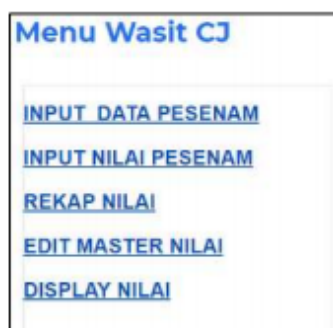 Menu Wasit CJ
INPUT DATA PESENAM
INPUT NILAI PESENAM
REKAP NILAI
EDIT MASTER NILAI
DISPLAY NILAI